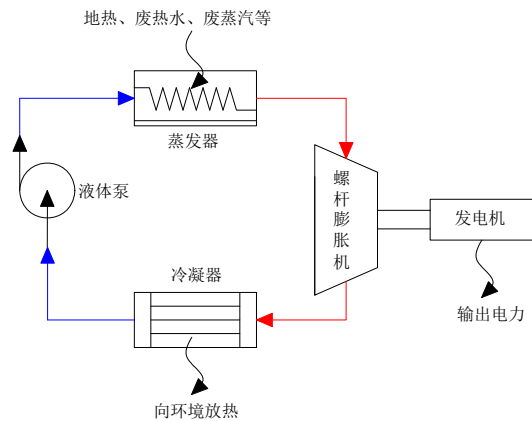 地热、废热水、废蒸汽等
蒸发器
液体泵
螺杆膨胀机
发电机
冷凝器
输出电力
向环境放热